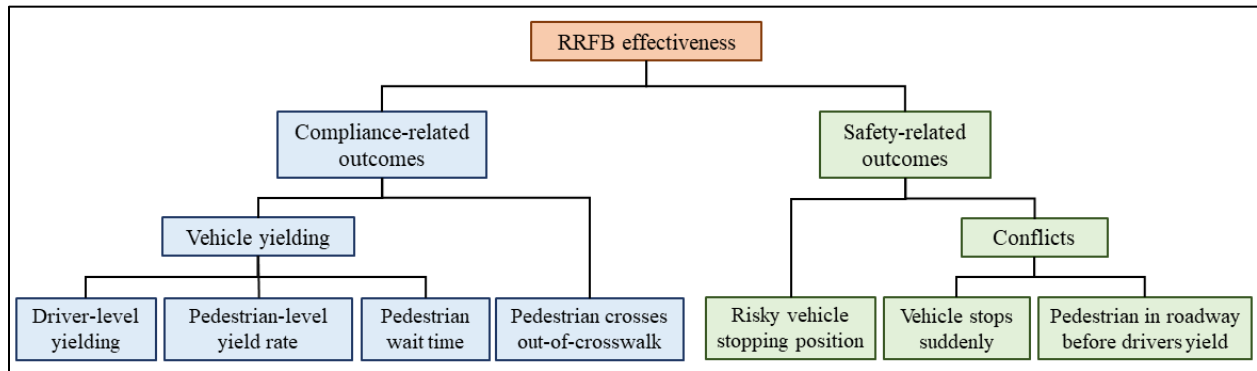 RRFB effectiveness
Compliance-related
outcomes
Safety-related
outcomes
Vehicle yielding
Conflicts
Driver-level
yielding
Pedestrian-level
yield rate
Pedestrian
wait time
Pedestrian crosses
out-of-crosswalk
Risky vehicle
stopping position
Vehicle stops
suddenly
Pedestrian in roadway
before drivers yield